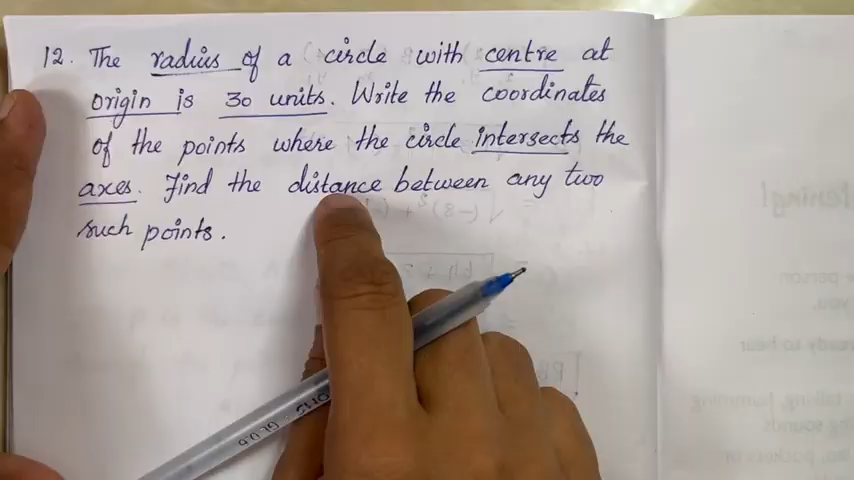 12. The radius of a circle with centre at
origin is 30 units. Write the coordinates
of the points where the circle intersects the
axes. Find the distance between any two
such points.